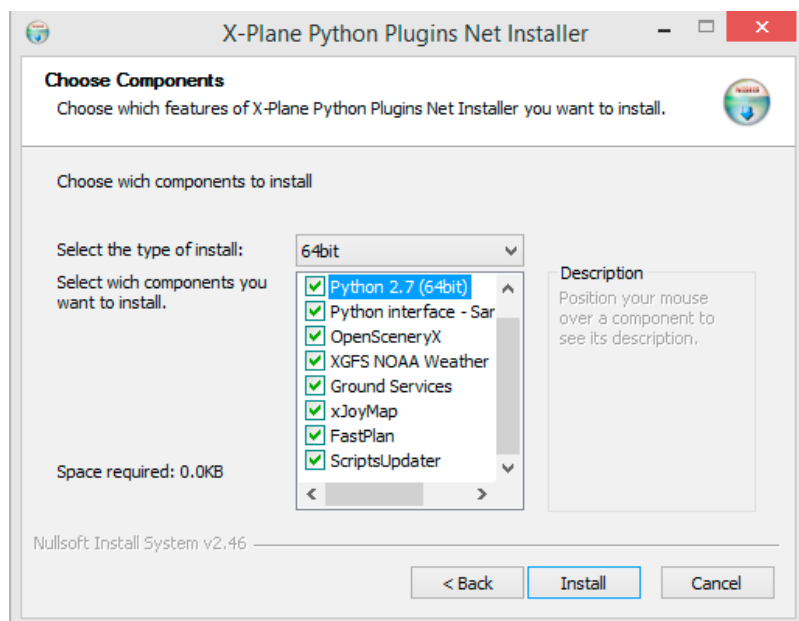 X-Plane Python Plugins Net Installer
Choose Components
Choose which features of X-Plane Python Plugins Net Installer you want to install.
Choose wich components to install
Select the type of install:
64bit
Select wich components you
want to install.
Python 2.7 (64bit)
Python interface - Sar
OpenSceneryX
XGFS NOAA Weather
Ground Services
xJoyMap
FastPlan
ScriptsUpdater
Description
Position your mouse
over a component to
see its description.
Space required: 0.0KB
Nullsoft Install System v2.46
< Back
Install
Cancel